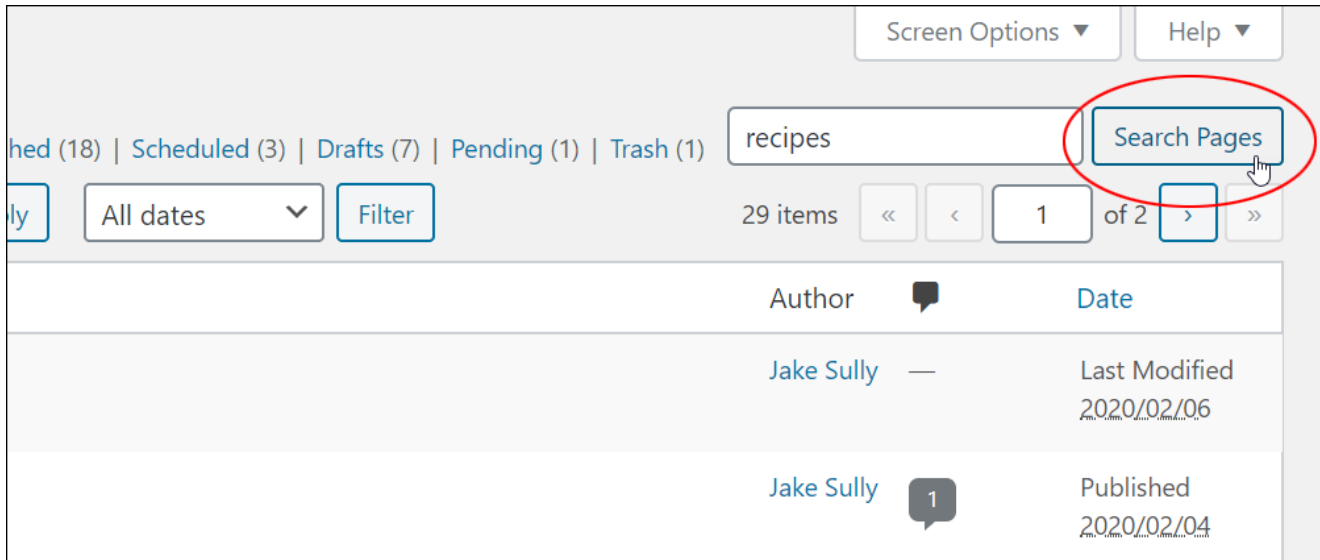 Screen Options ▼ Help ▼
hed (18) | Scheduled (3) | Drafts (7) | Pending (1) | Trash (1) recipes Search Pages
ly All dates Filter 29 items « ‹ 1 of 2 › »
Author Date
Jake Sully — Last Modified
2020/02/06
Jake Sully 1 Published
2020/02/04